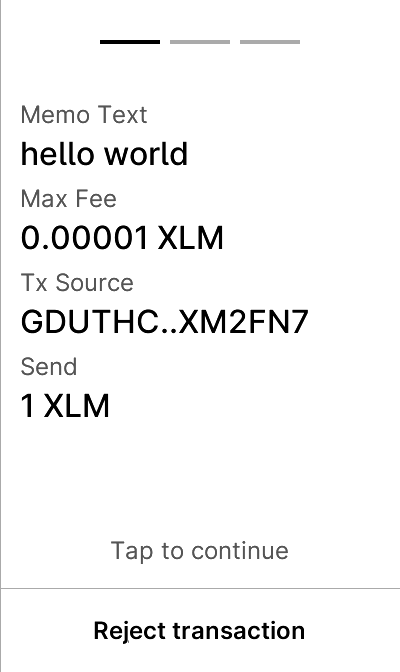 Memo Text
hello world
Max Fee
0.00001 XLM
Tx Source
GDUTHC..XM2FN7
Send
1 XLM
Tap to continue
Reject transaction